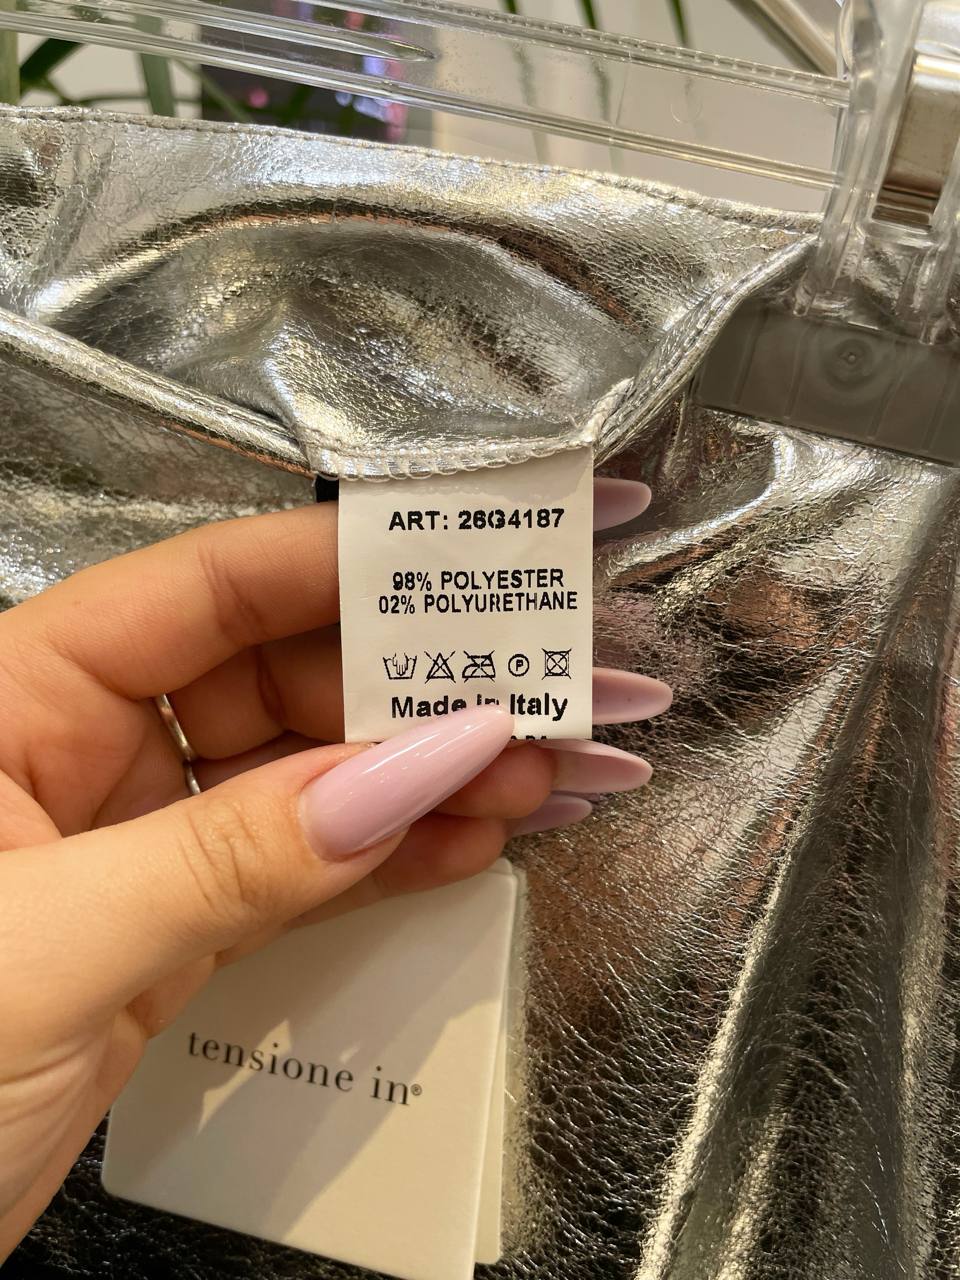 ART: 26G4187
98% POLYESTER
02% POLYURETHANE
P
Made in Italy
tensione in®